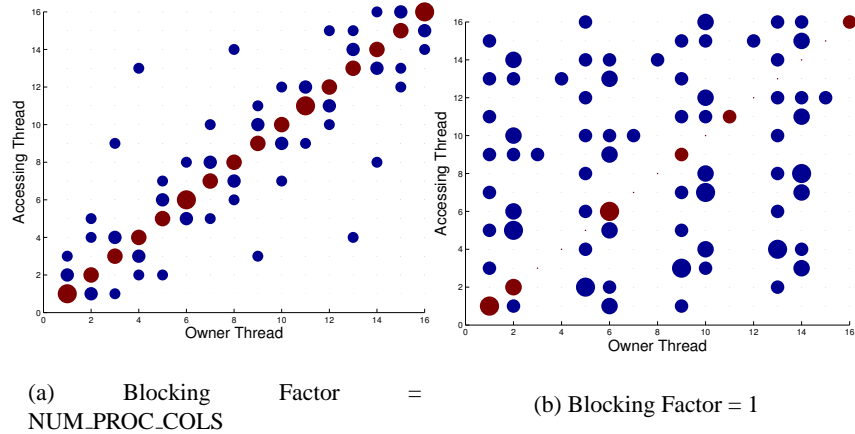 16
14
12
10
8
6
4
2
0
Accessing Thread
0 2 4 6 8 10 12 14 16
Owner Thread
(a) Blocking Factor =
NUM_PROC_COLS
16
14
12
10
8
6
4
2
0
Accessing Thread
0 2 4 6 8 10 12 14 16
Owner Thread
(b) Blocking Factor = 1